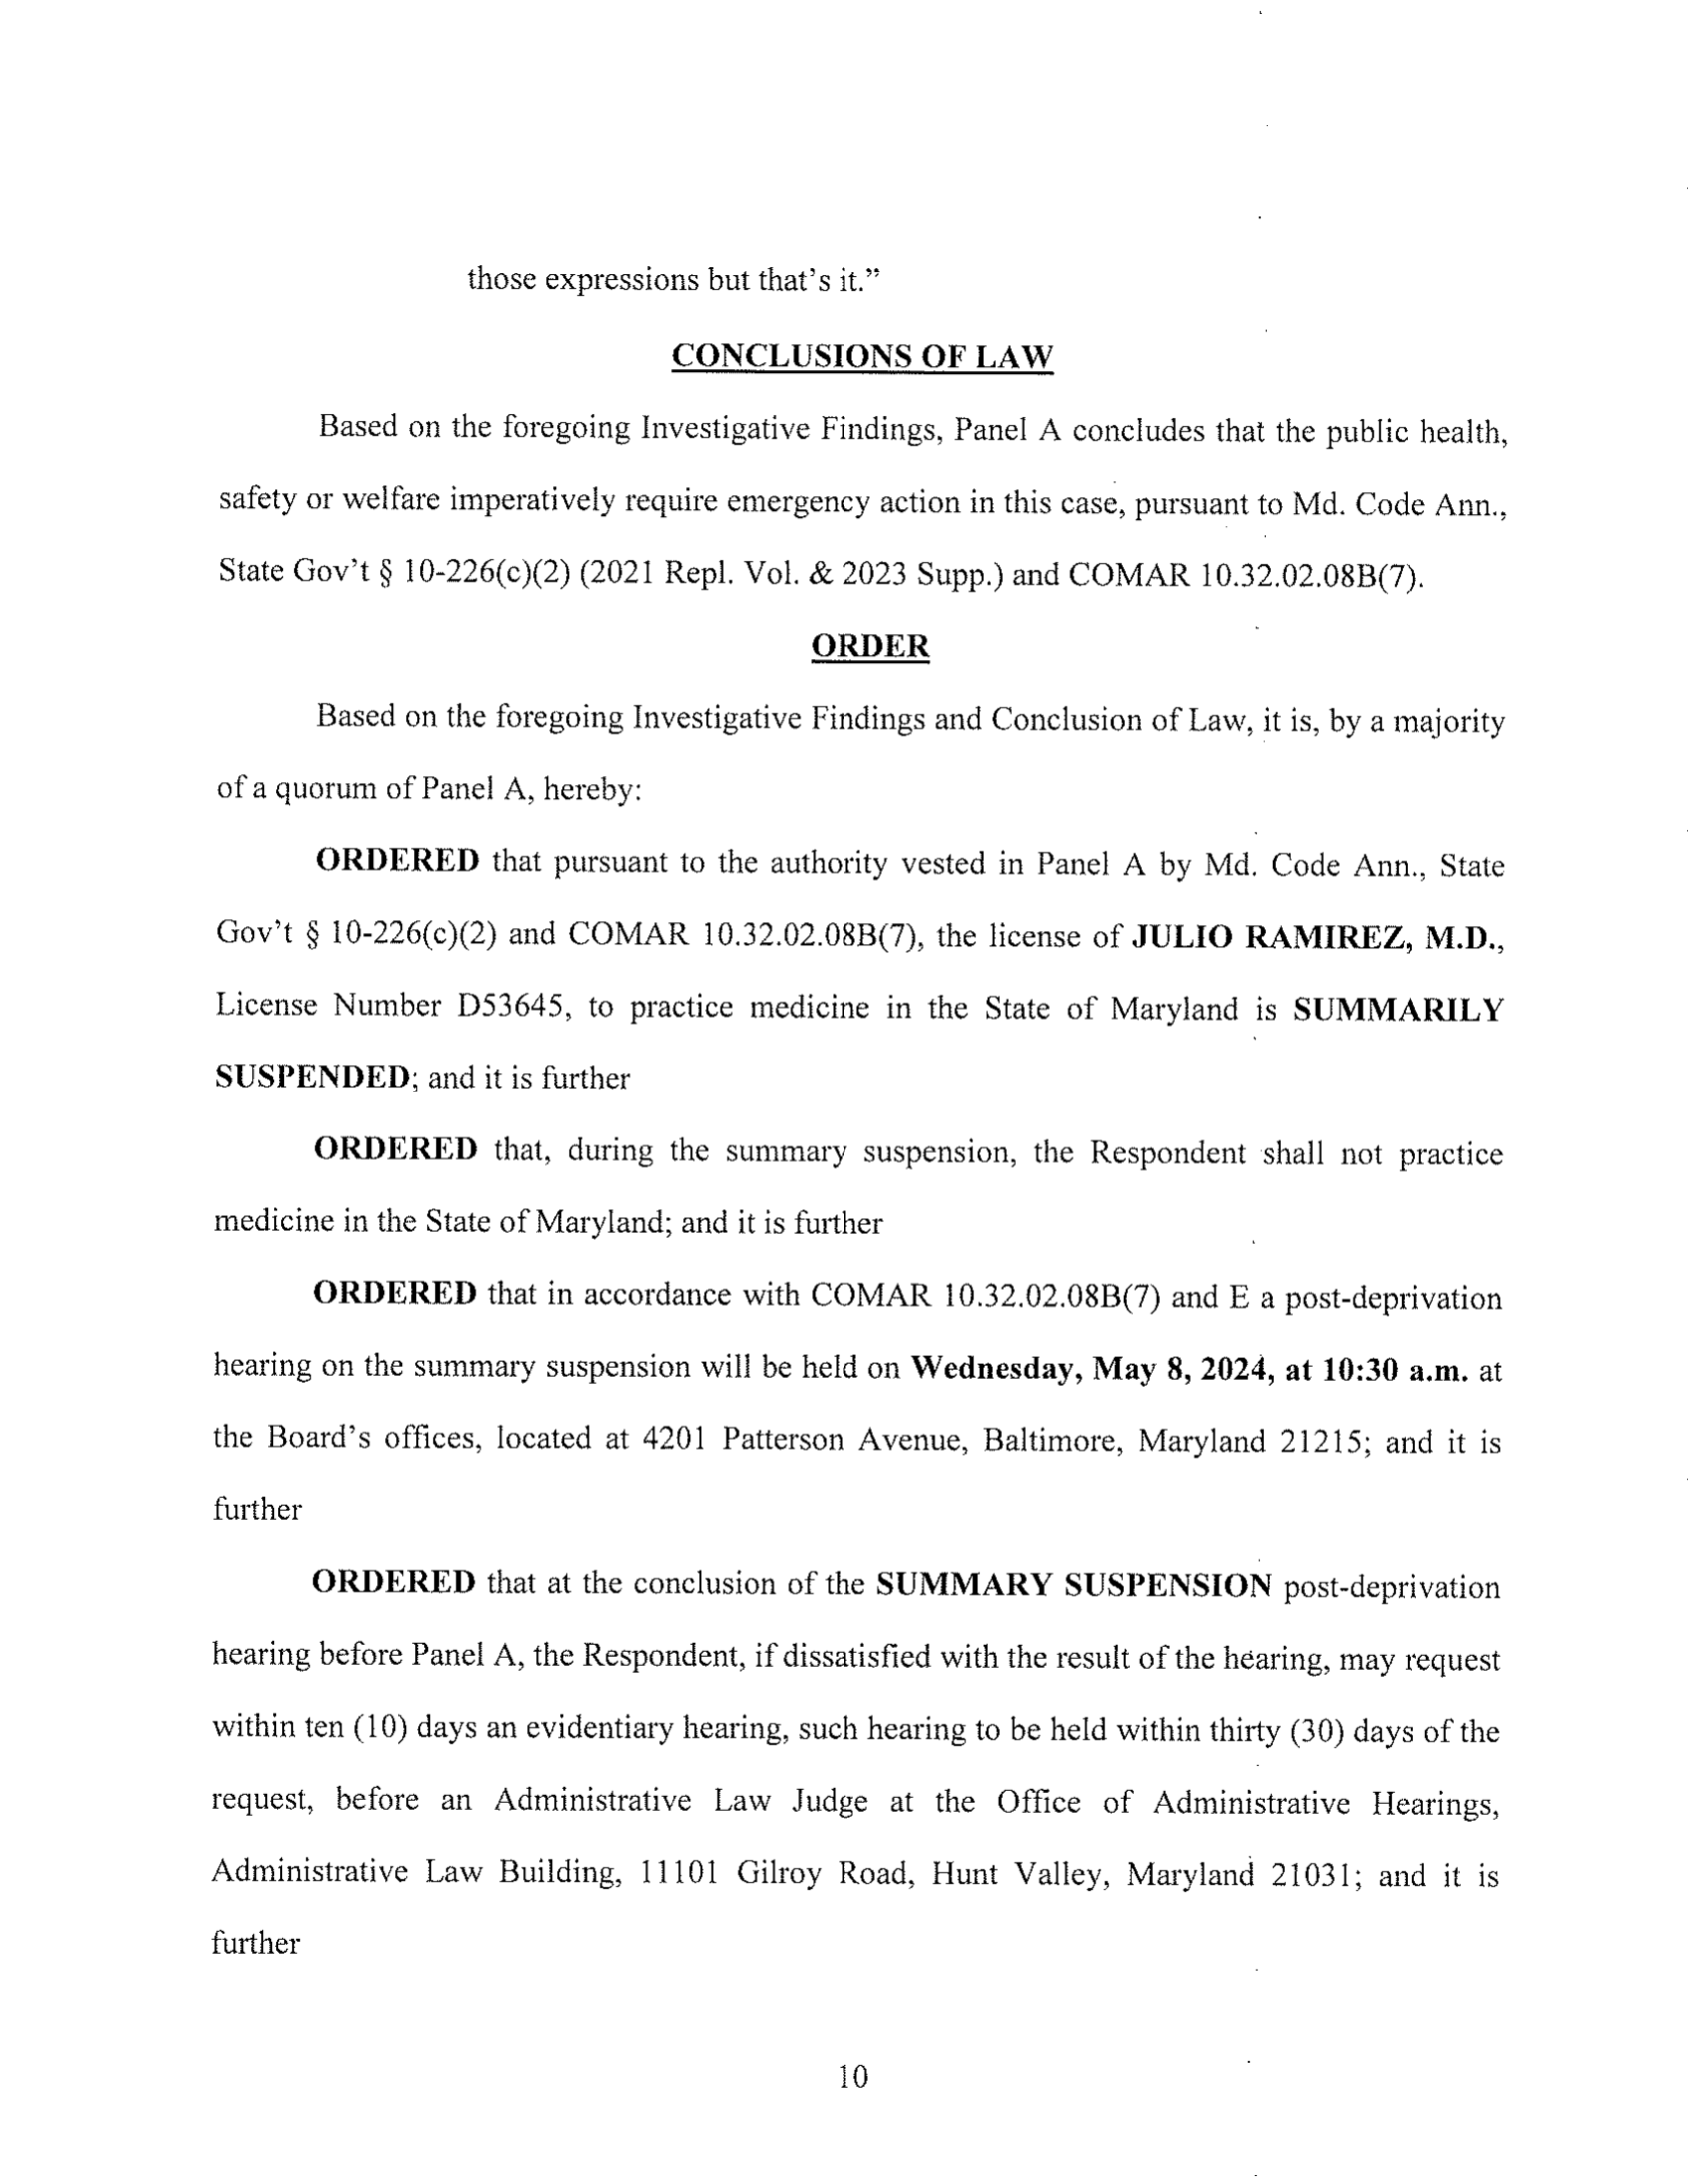 those expressions but that's it.”
CONCLUSIONS OF LAW
Based on the foregoing Investigative Findings, Panel A concludes that the public health,
safety or welfare imperatively require emergency action in this case, pursuant to Md. Code Ann.,
State Gov't § 10-226(c)(2) (2021 Repl. Vol. & 2023 Supp.) and COMAR 10.32.02.08B(7).
ORDER
Based on the foregoing Investigative Findings and Conclusion of Law, it is, by a majority
of a quorum of Panel A, hereby:
ORDERED that pursuant to the authority vested in Panel A by Md. Code Ann., State
Gov't § 10-226(c)(2) and COMAR 10.32.02.08B(7), the license of JULIO RAMIREZ, M.D.,
License Number D53645, to practice medicine in the State of Maryland is SUMMARILY
SUSPENDED; and it is further
ORDERED that, during the summary suspension, the Respondent shall not practice
medicine in the State of Maryland; and it is further
ORDERED that in accordance with COMAR 10.32.02.08B(7) and E a post-deprivation
hearing on the summary suspension will be held on Wednesday, May 8, 2024, at 10:30 a.m. at
the Board's offices, located at 4201 Patterson Avenue, Baltimore, Maryland 21215; and it is
further
ORDERED that at the conclusion of the SUMMARY SUSPENSION post-deprivation
hearing before Panel A, the Respondent, if dissatisfied with the result of the hearing, may request
within ten (10) days an evidentiary hearing, such hearing to be held within thirty (30) days of the
request, before an Administrative Law Judge at the Office of Administrative Hearings,
Administrative Law Building, 11101 Gilroy Road, Hunt Valley, Maryland 21031; and it is
further
10